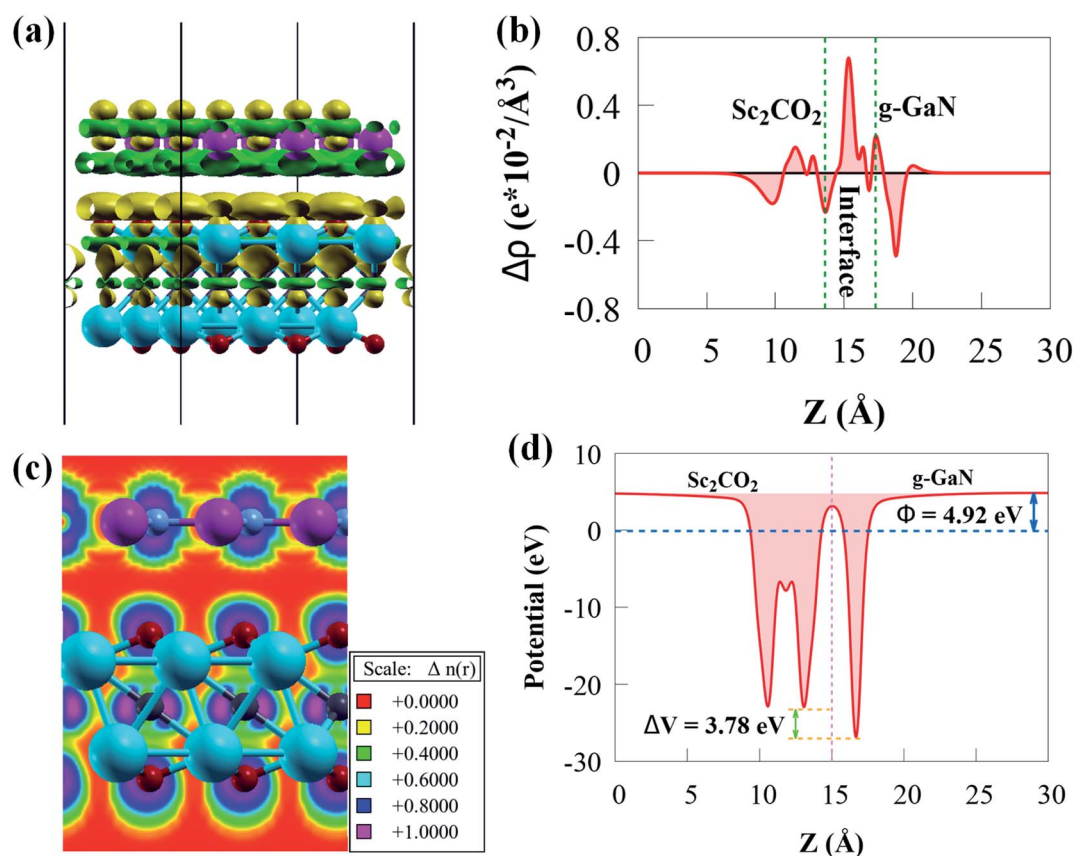 (a)
(b)
0.8
0.4
0
-0.4
-0.8
Δρ (e*10⁻²/Å³)
Sc₂CO₂
g-GaN
Interface
0 5 10 15 20 25 30
Z (Å)
(c)
Scale: Δ n(r)
+0.0000
+0.2000
+0.4000
+0.6000
+0.8000
+1.0000
(d)
10
0
-10
-20
-30
Potential (eV)
Sc₂CO₂
g-GaN
Φ = 4.92 eV
ΔV = 3.78 eV
0 5 10 15 20 25 30
Z (Å)